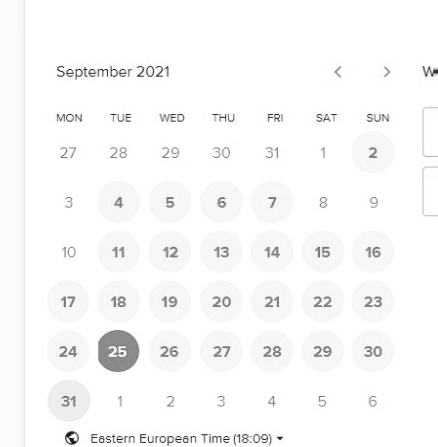 September 2021
MON TUE WED THU FRI SAT SUN
27 28 29 30 31 1 2
3 4 5 6 7 8 9
10 11 12 13 14 15 16
17 18 19 20 21 22 23
24 25 26 27 28 29 30
31 1 2 3 4 5 6
Eastern European Time (18:09)